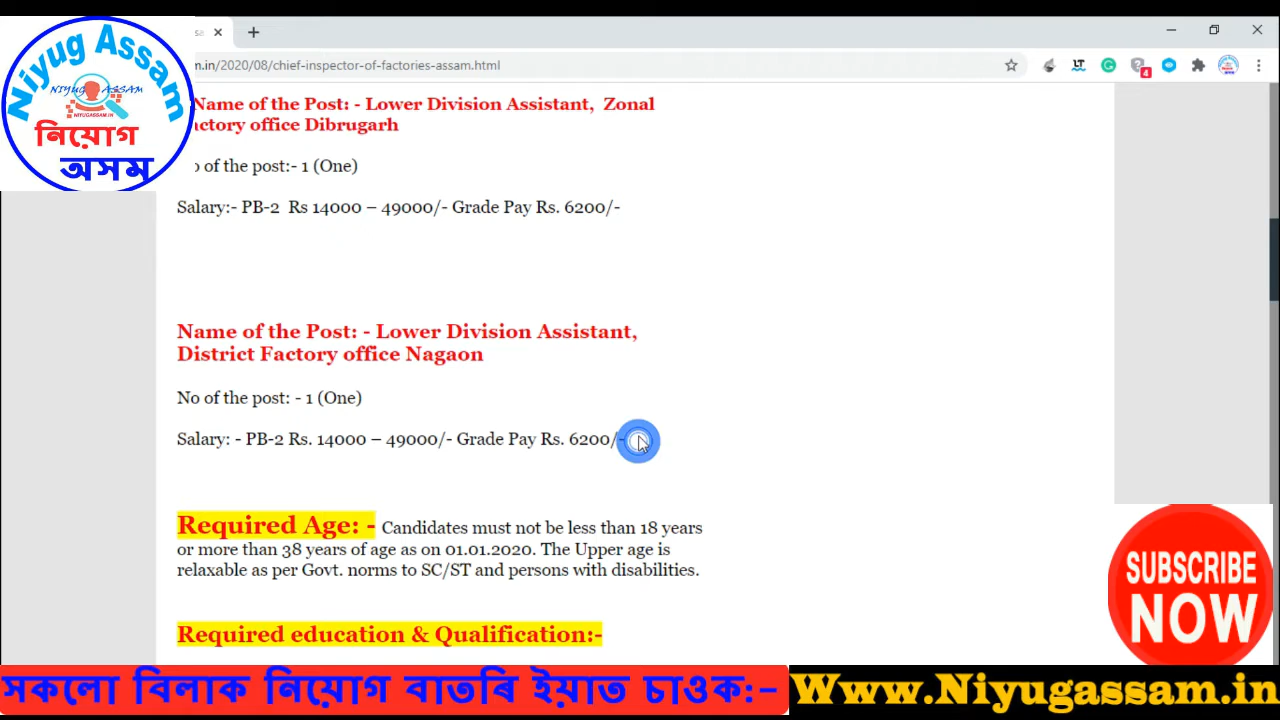 Niyug Assam
NIYUG ASSAM
NIYUGASSAM.IN
নিয়োগ
অসম
m.in/2020/08/chief-inspector-of-factories-assam.html
LT
4
Name of the Post: - Lower Division Assistant, Zonal
actory office Dibrugarh
o of the post:- 1 (One)
Salary:- PB-2 Rs 14000 – 49000/- Grade Pay Rs. 6200/-
Name of the Post: - Lower Division Assistant,
District Factory office Nagaon
No of the post: - 1 (One)
Salary: - PB-2 Rs. 14000 – 49000/- Grade Pay Rs. 6200/-
Required Age: - Candidates must not be less than 18 years
or more than 38 years of age as on 01.01.2020. The Upper age is
relaxable as per Govt. norms to SC/ST and persons with disabilities.
Required education & Qualification:-
SUBSCRIBE
NOW
সকলো বিলাক নিয়োগ বাতৰি ইয়াত চাওক:– Www.Niyugassam.in